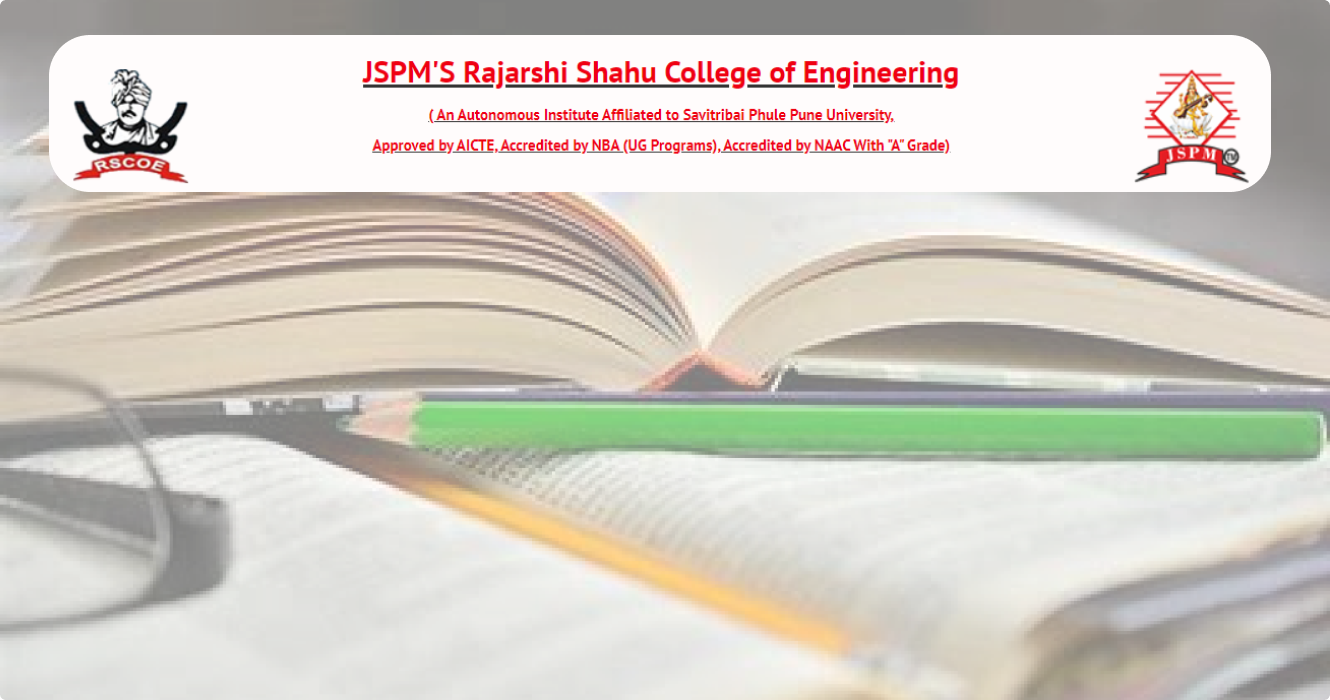 JSPM'S Rajarshi Shahu College of Engineering
( An Autonomous Institute Affiliated to Savitribai Phule Pune University,
Approved by AICTE, Accredited by NBA (UG Programs), Accredited by NAAC With "A" Grade)
RSCOE
JSPM
TM